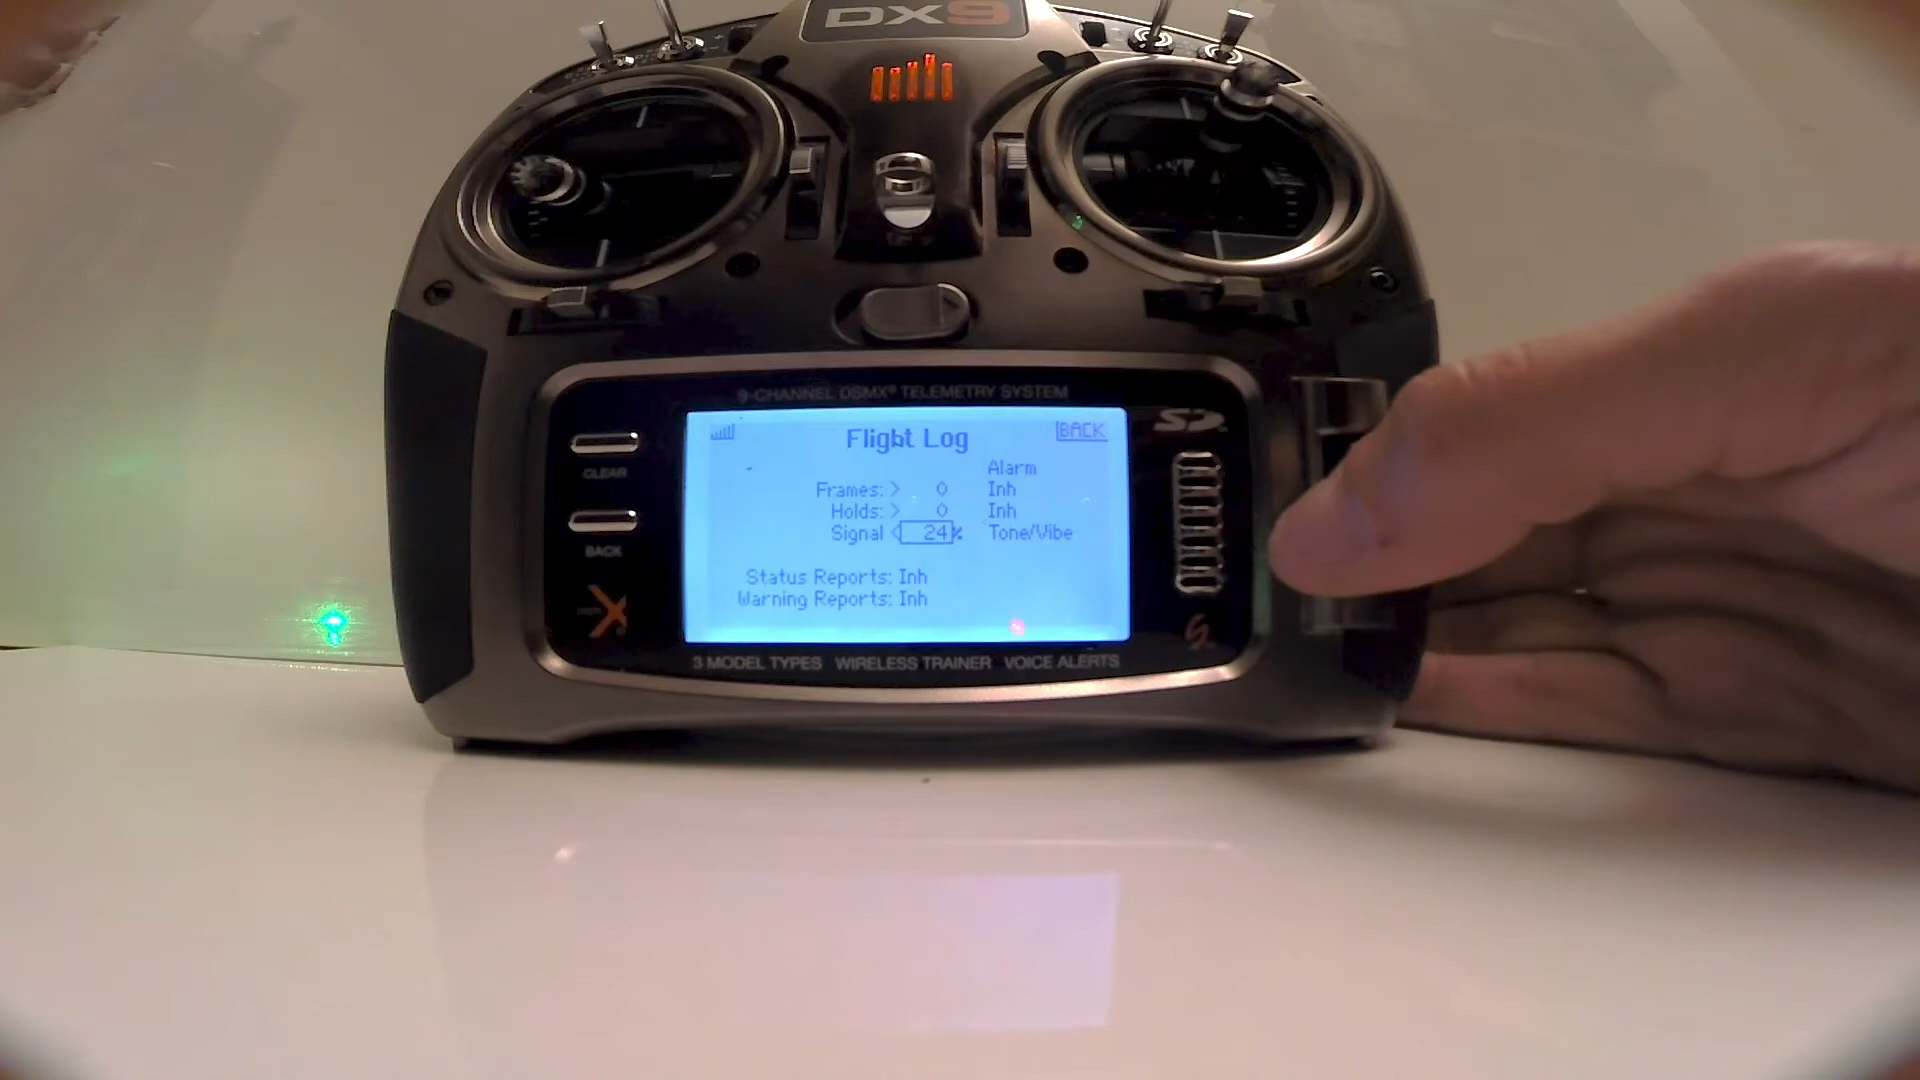 DX9
9-CHANNEL DSMX® TELEMETRY SYSTEM
Flight Log
BACK
Alarm
Frames: > 0 Inh
Holds: > 0 Inh
Signal < 24% Tone/Vibe
Status Reports: Inh
Warning Reports: Inh
CLEAR
BACK
X
SD
3 MODEL TYPES WIRELESS TRAINER VOICE ALERTS